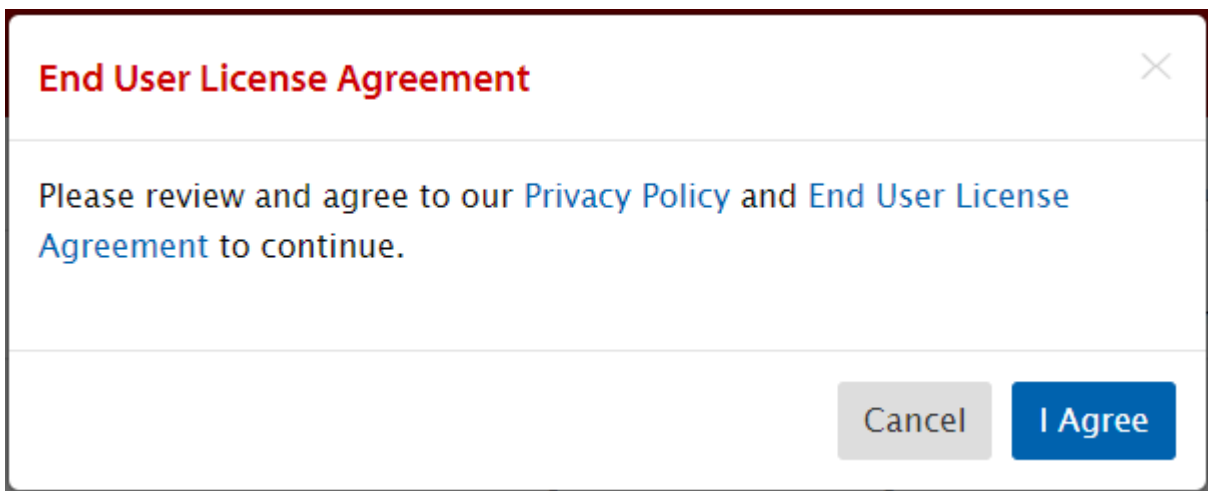 End User License Agreement
Please review and agree to our Privacy Policy and End User License
Agreement to continue.
Cancel
I Agree